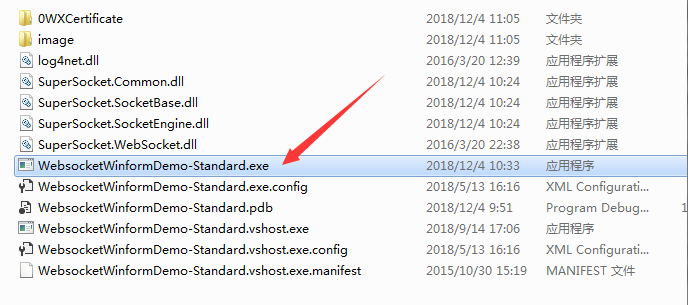 0WXCertificate 2018/12/4 11:05 文件夹
image 2018/12/4 11:05 文件夹
log4net.dll 2016/3/20 12:39 应用程序扩展
SuperSocket.Common.dll 2018/12/4 10:24 应用程序扩展
SuperSocket.SocketBase.dll 2018/12/4 10:24 应用程序扩展
SuperSocket.SocketEngine.dll 2018/12/4 10:24 应用程序扩展
SuperSocket.WebSocket.dll 2016/3/20 22:38 应用程序扩展
WebsocketWinformDemo-Standard.exe 2018/12/4 10:33 应用程序
WebsocketWinformDemo-Standard.exe.config 2018/5/13 16:16 XML Configurati...
WebsocketWinformDemo-Standard.pdb 2018/12/4 9:51 Program Debug... 1
WebsocketWinformDemo-Standard.vshost.exe 2018/9/14 17:06 应用程序
WebsocketWinformDemo-Standard.vshost.exe.config 2018/5/13 16:16 XML Configurati...
WebsocketWinformDemo-Standard.vshost.exe.manifest 2015/10/30 15:19 MANIFEST 文件